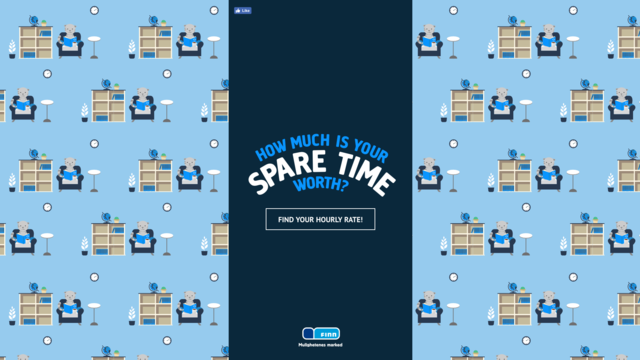 Like
HOW MUCH IS YOUR
SPARE TIME
WORTH?
FIND YOUR HOURLY RATE!
FINN
Mulighetenes marked